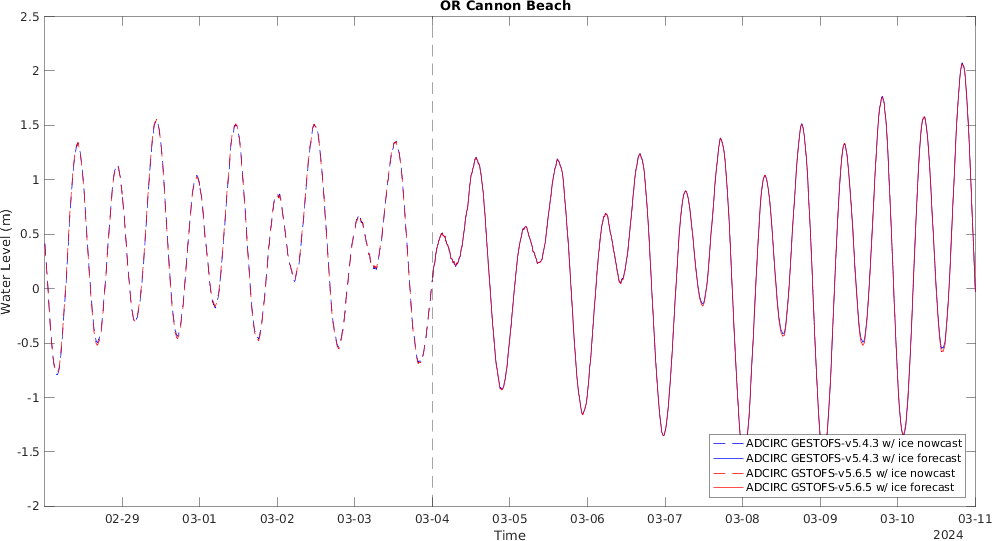 OR Cannon Beach
2.5
2
1.5
1
0.5
0
-0.5
-1
-1.5
-2
Water Level (m)
ADCIRC GESTOFS-v5.4.3 w/ ice nowcast
ADCIRC GESTOFS-v5.4.3 w/ ice forecast
ADCIRC GSTOFS-v5.6.5 w/ ice nowcast
ADCIRC GSTOFS-v5.6.5 w/ ice forecast
02-29 03-01 03-02 03-03 03-04 03-05 03-06 03-07 03-08 03-09 03-10 03-11
Time
2024